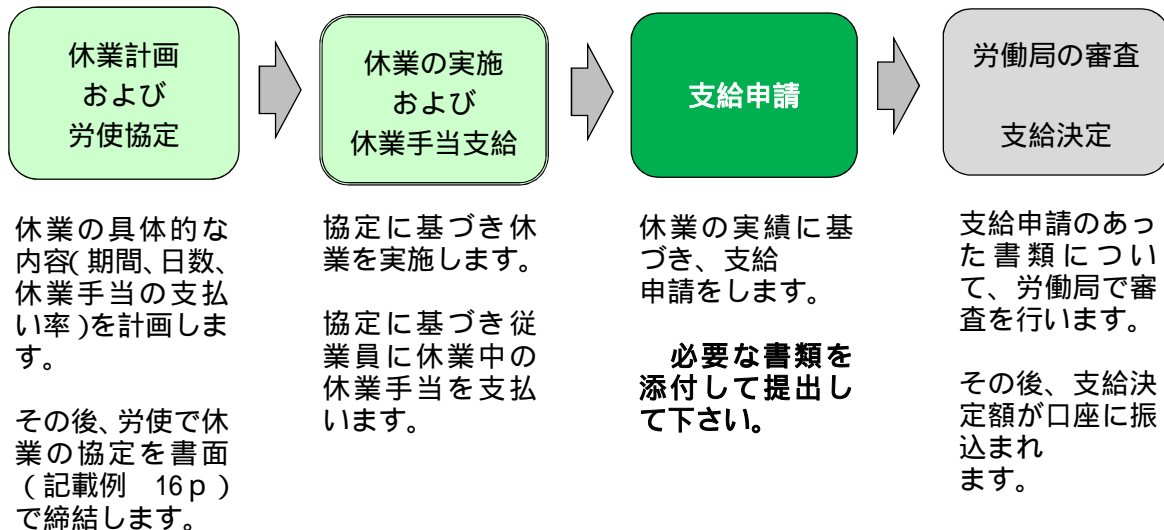 休業計画
および
労使協定
休業の実施
および
休業手当支給
支給申請
労働局の審査
支給決定
休業の具体的な
内容(期間、日数、
休業手当の支払
い率)を計画しま
す。
その後、労使で休
業の協定を書面
(記載例 16p)
で締結します。
協定に基づき休
業を実施します。
協定に基づき従
業員に休業中の
休業手当を支払
います。
休業の実績に基
づき、支給
申請をします。
必要な書類を
添付して提出し
て下さい。
支給申請のあっ
た書類につい
て、労働局で審
査を行います。
その後、支給決
定額が口座に振
込まれ
ます。